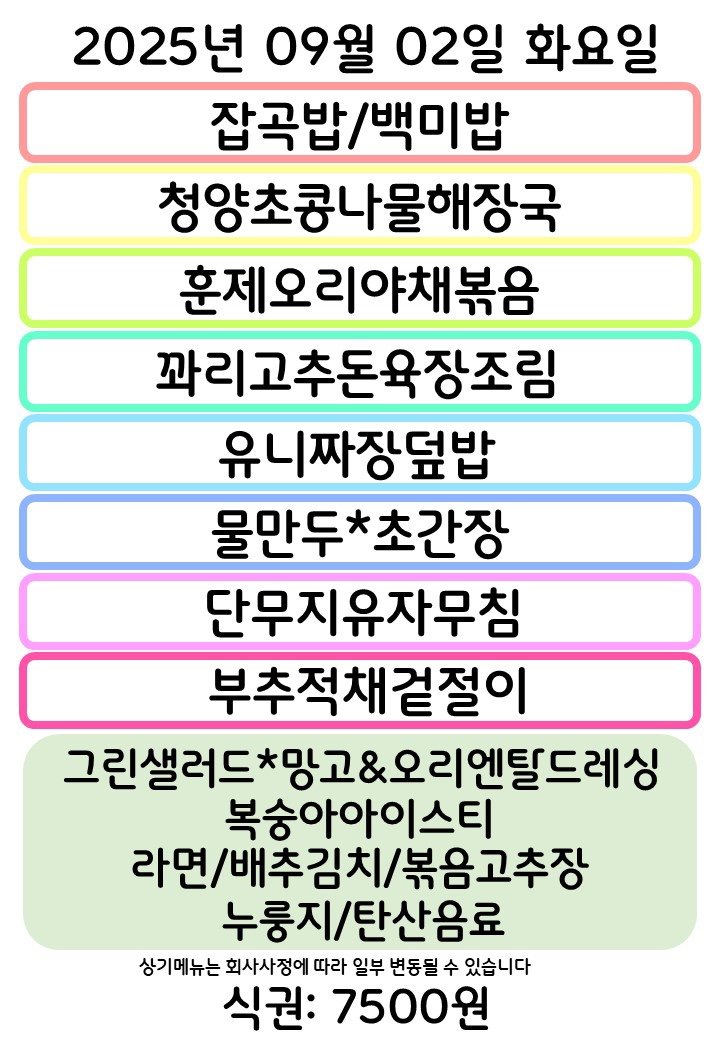 2025년 09월 02일 화요일
잡곡밥/백미밥
청양초콩나물해장국
훈제오리야채볶음
꽈리고추돈육장조림
유니짜장덮밥
물만두*초간장
단무지유자무침
부추적채겉절이
그린샐러드*망고&오리엔탈드레싱
복숭아아이스티
라면/배추김치/볶음고추장
누룽지/탄산음료
상기메뉴는 회사사정에 따라 일부 변동될 수 있습니다
식권: 7500원